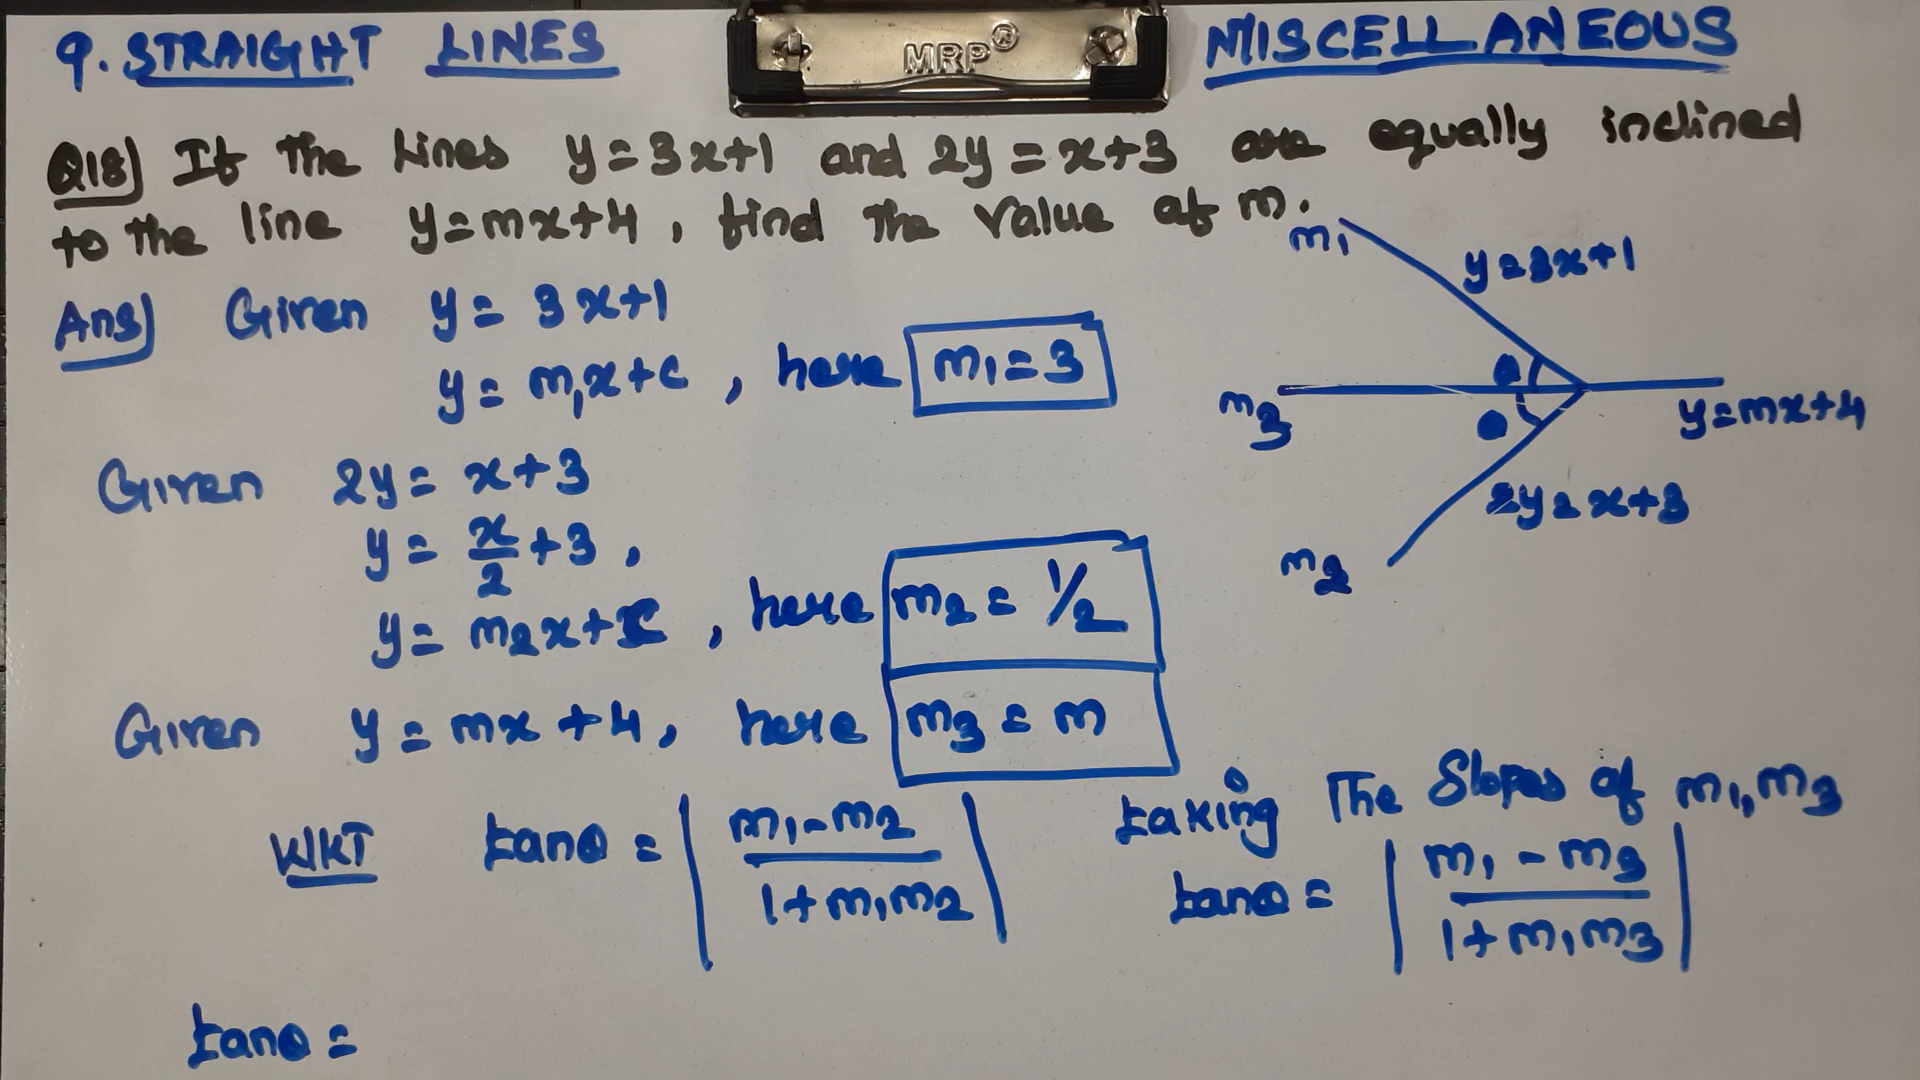 9. STRAIGHT LINES
MRP®
MISCELLANEOUS
Q18) If the lines y=3x+1 and 2y=x+3 are equally inclined
to the line y=mx+4, find the value of m.
Ans) Given y= 3x+1
y= m₁x+c, here m₁=3
Given 2y= x+3
y= x/2+3,
y= m₂x+c, here m₂= 1/2
Given y=mx+4, here m₃=m
m₁
y=3x+1
θ
m₃
y=mx+4
θ
2y=x+3
m₂
WKT tanθ = | m₁-m₂ / 1+m₁m₂ |
taking the slopes of m₁,m₃
tanθ = | m₁-m₃ / 1+m₁m₃ |
tanθ =